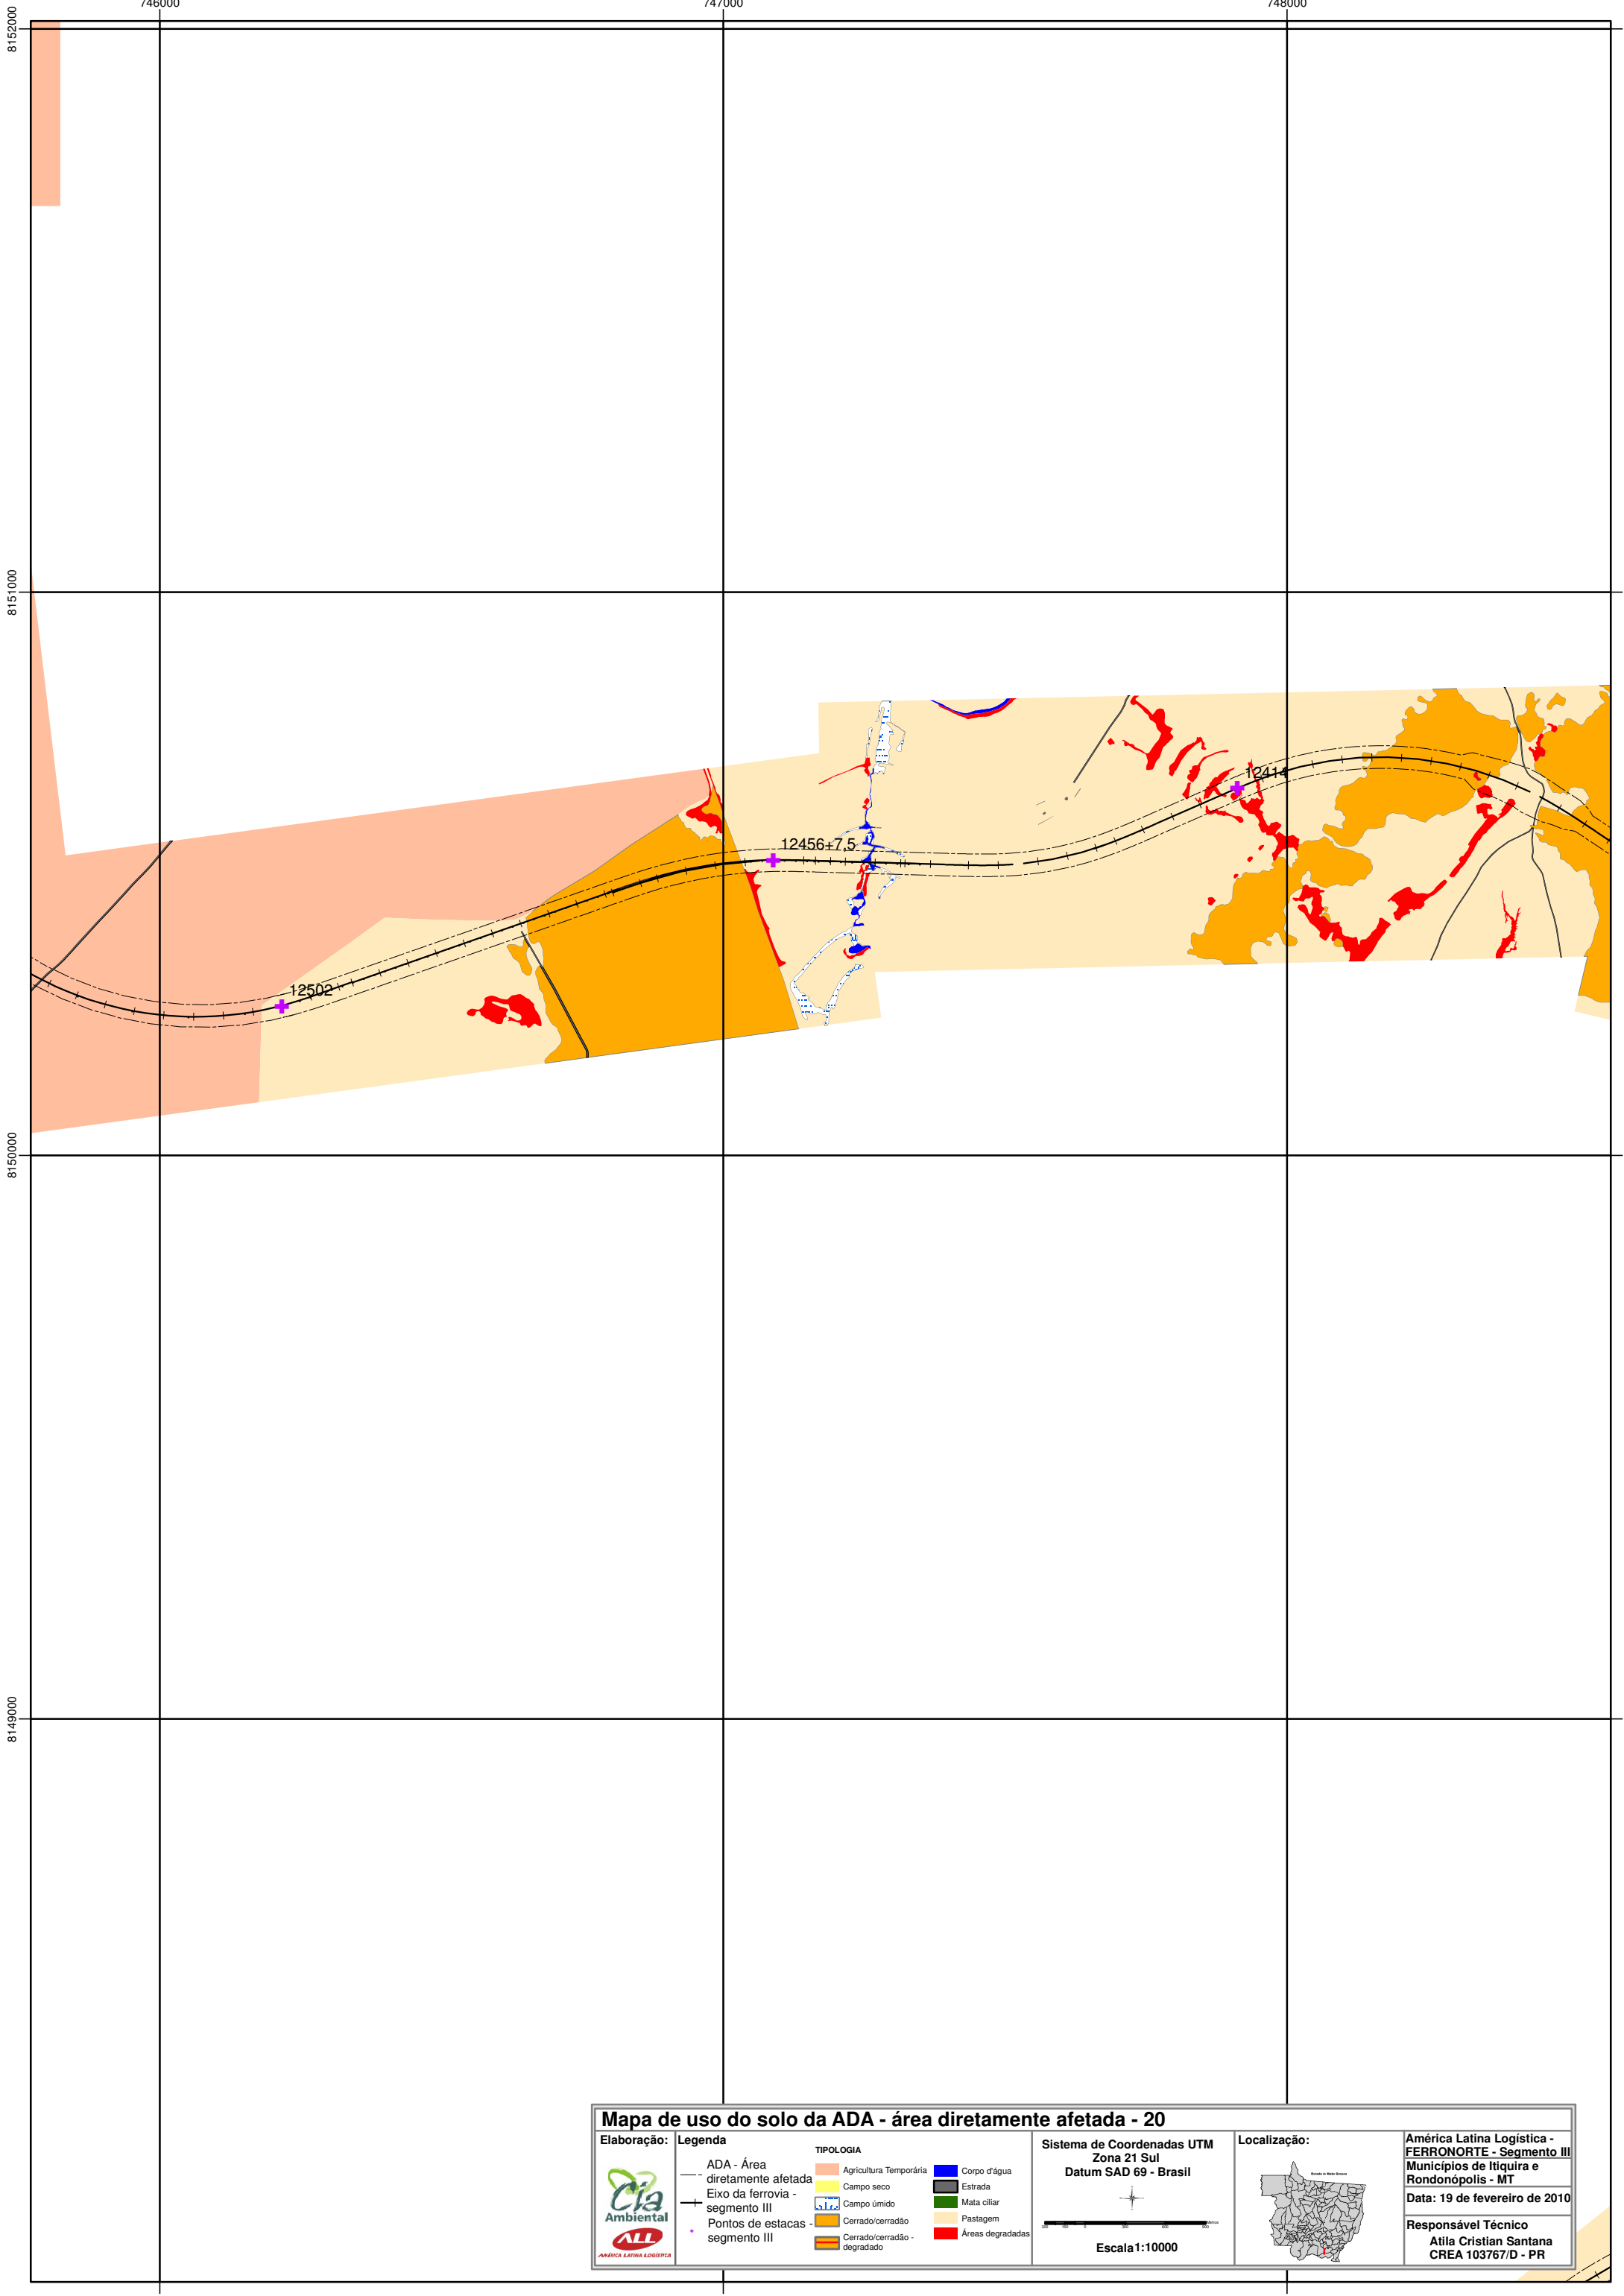 746000
747000
748000
8152000
8151000
8150000
8149000
12414
12456+7,5
12502
Mapa de uso do solo da ADA - área diretamente afetada - 20
Elaboração:
Cia
Ambiental
ALL
AMÉRICA LATINA LOGÍSTICA
Legenda
ADA - Área
diretamente afetada
Eixo da ferrovia -
segmento III
Pontos de estacas -
segmento III
TIPOLOGIA
Agricultura Temporária
Campo seco
Campo úmido
Cerrado/cerradão
Cerrado/cerradão -
degradado
Corpo d'água
Estrada
Mata ciliar
Pastagem
Áreas degradadas
Sistema de Coordenadas UTM
Zona 21 Sul
Datum SAD 69 - Brasil
Escala1:10000
Localização:
América Latina Logística -
FERRONORTE - Segmento III
Municípios de Itiquira e
Rondonópolis - MT
Data: 19 de fevereiro de 2010
Responsável Técnico
Atila Cristian Santana
CREA 103767/D - PR